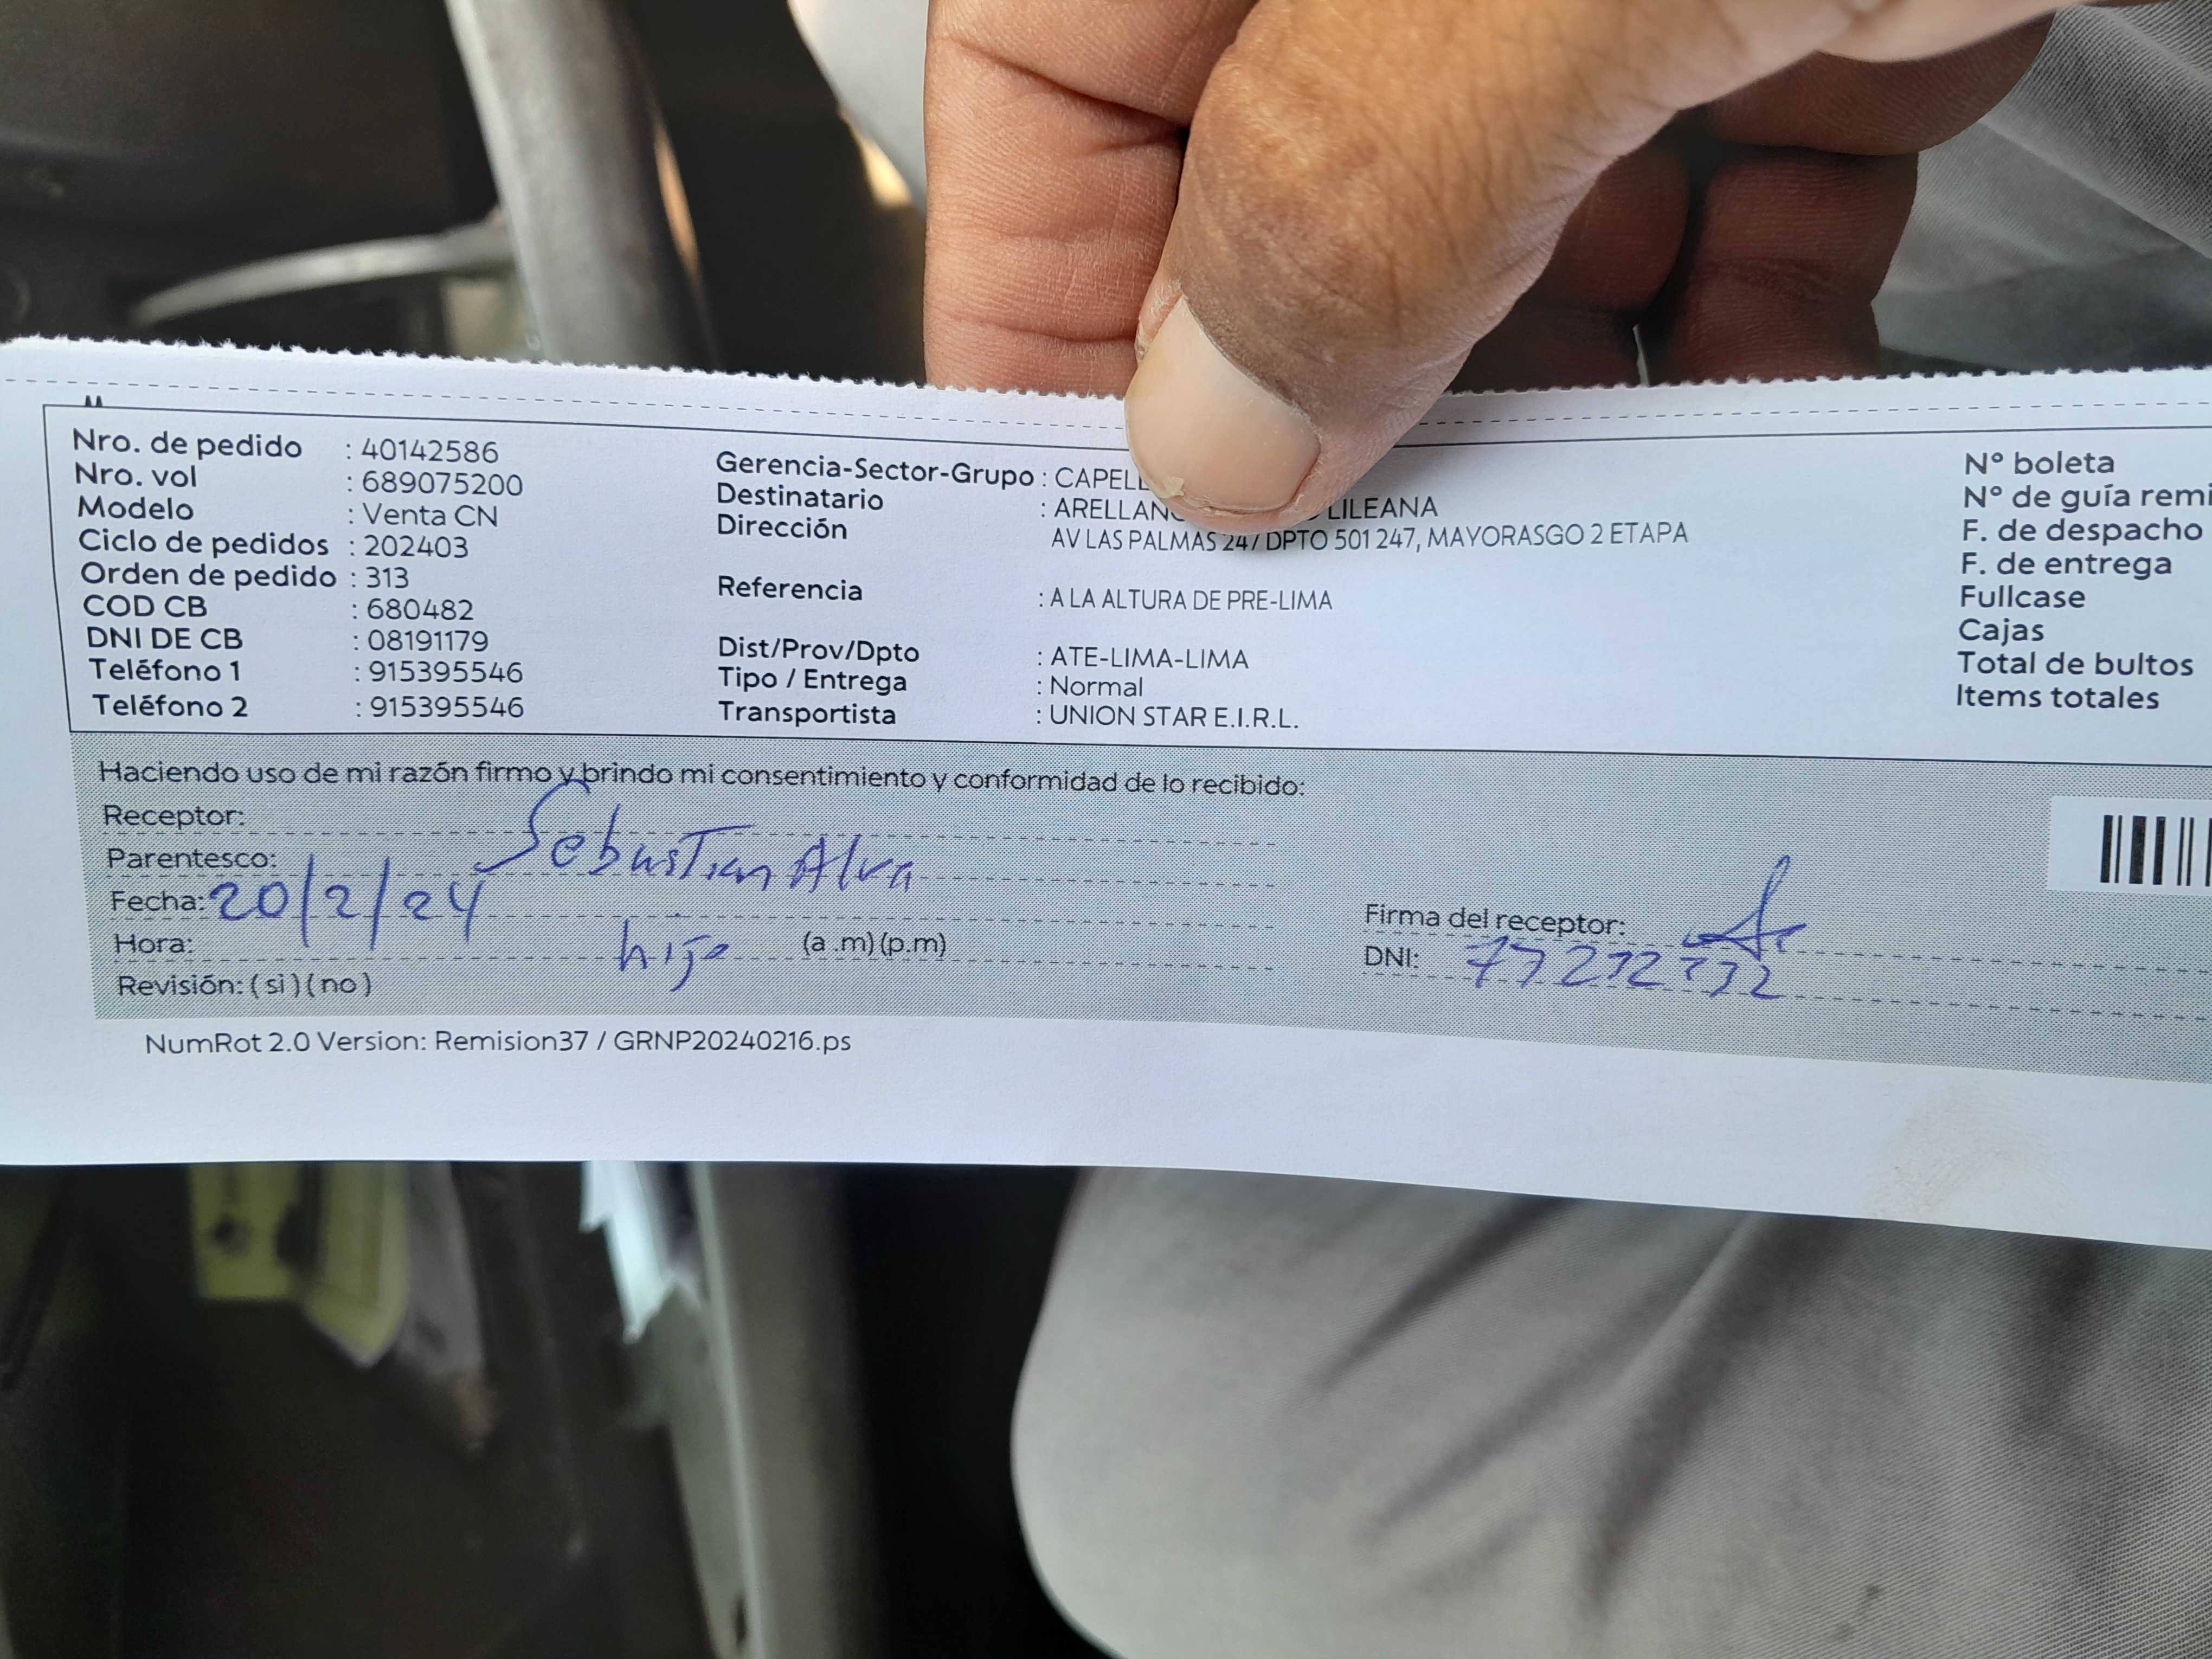 Nro. de pedido : 40142586
Nro. vol : 689075200
Modelo : Venta CN
Ciclo de pedidos : 202403
Orden de pedido : 313
COD CB : 680482
DNI DE CB : 08191179
Teléfono 1 : 915395546
Teléfono 2 : 915395546
Gerencia-Sector-Grupo :
Destinatario : LILEANA
Dirección AV LAS PALMAS 247 DPTO 501 247, MAYORASGO 2 ETAPA
Referencia : A LA ALTURA DE PRE-LIMA
Dist/Prov/Dpto : ATE-LIMA-LIMA
Tipo / Entrega : Normal
Transportista : UNION STAR E.I.R.L.
N° boleta
N° de guía remi
F. de despacho
F. de entrega
Fullcase
Cajas
Total de bultos
Items totales
Haciendo uso de mi razón firmo y brindo mi consentimiento y conformidad de lo recibido:
Receptor: Sebastian Alva
Parentesco:
Fecha: 20/2/24
Hora: hijo (a .m) (p.m)
Revisión: ( si ) ( no )
Firma del receptor:
DNI:
NumRot 2.0 Version: Remision37 / GRNP20240216.ps